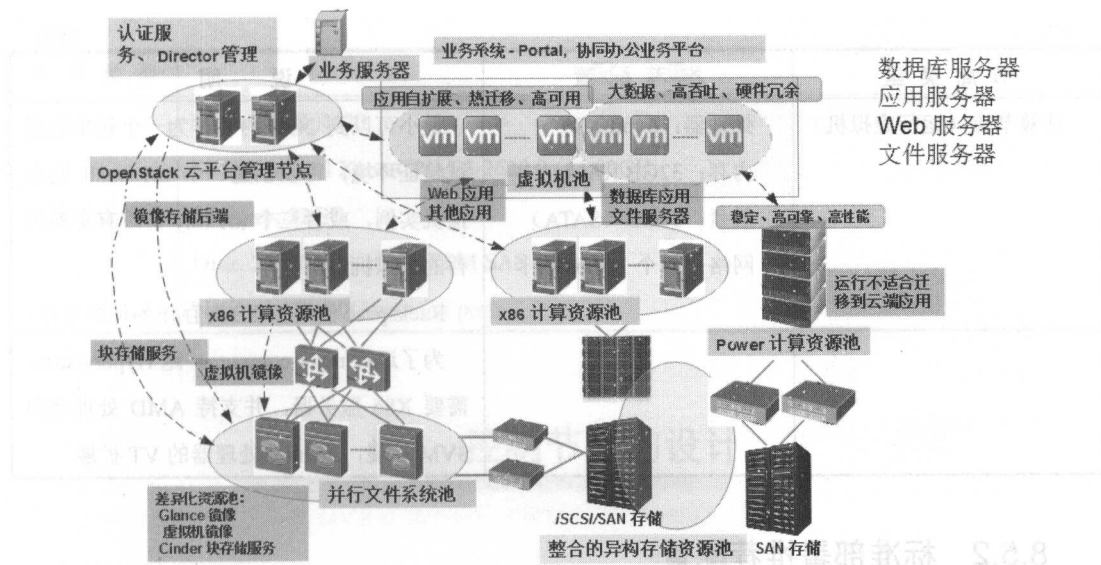 认证服
务、Director 管理
业务服务器
业务系统 - Portal, 协同办公业务平台
数据库服务器
应用服务器
Web 服务器
文件服务器
应用自扩展、热迁移、高可用
大数据、高吞吐、硬件冗余
vm vm vm vm vm vm
虚拟机池
OpenStack 云平台管理节点
Web 应用
其他应用
数据库应用
文件服务器
镜像存储后端
稳定、高可靠、高性能
运行不适合迁
移到云端应用
x86 计算资源池
x86 计算资源池
Power 计算资源池
块存储服务
虚拟机镜像
并行文件系统池
差异化资源池:
Glance 镜像
虚拟机镜像
Cinder 块存储服务
iSCSI/SAN 存储
整合的异构存储资源池
SAN 存储